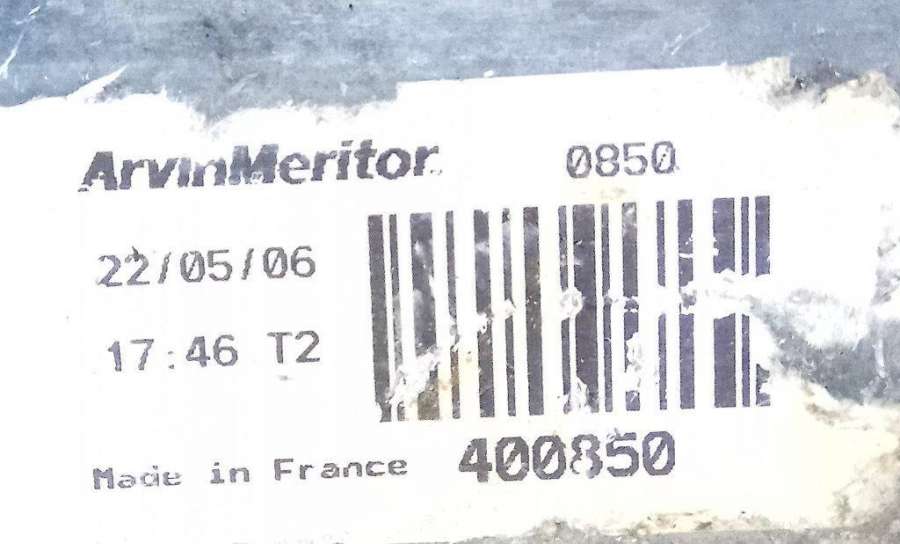 ArvinMeritor 0850
22/05/06
17:46 T2
Made in France 400850